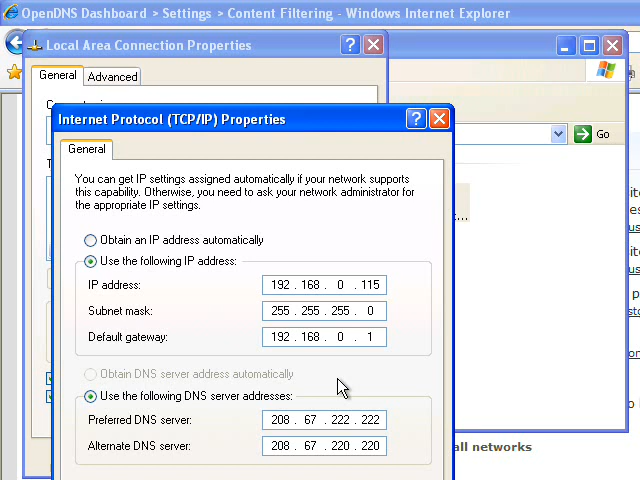 OpenDNS Dashboard > Settings > Content Filtering - Windows Internet Explorer
Local Area Connection Properties
General
Advanced
Internet Protocol (TCP/IP) Properties
Go
General
You can get IP settings assigned automatically if your network supports
this capability. Otherwise, you need to ask your network administrator for
the appropriate IP settings.
Obtain an IP address automatically
Use the following IP address:
IP address:
192 . 168 . 0 . 115
Subnet mask:
255 . 255 . 255 . 0
Default gateway:
192 . 168 . 0 . 1
Obtain DNS server address automatically
Use the following DNS server addresses:
Preferred DNS server:
208 . 67 . 222 . 222
Alternate DNS server:
208 . 67 . 220 . 220
all networks